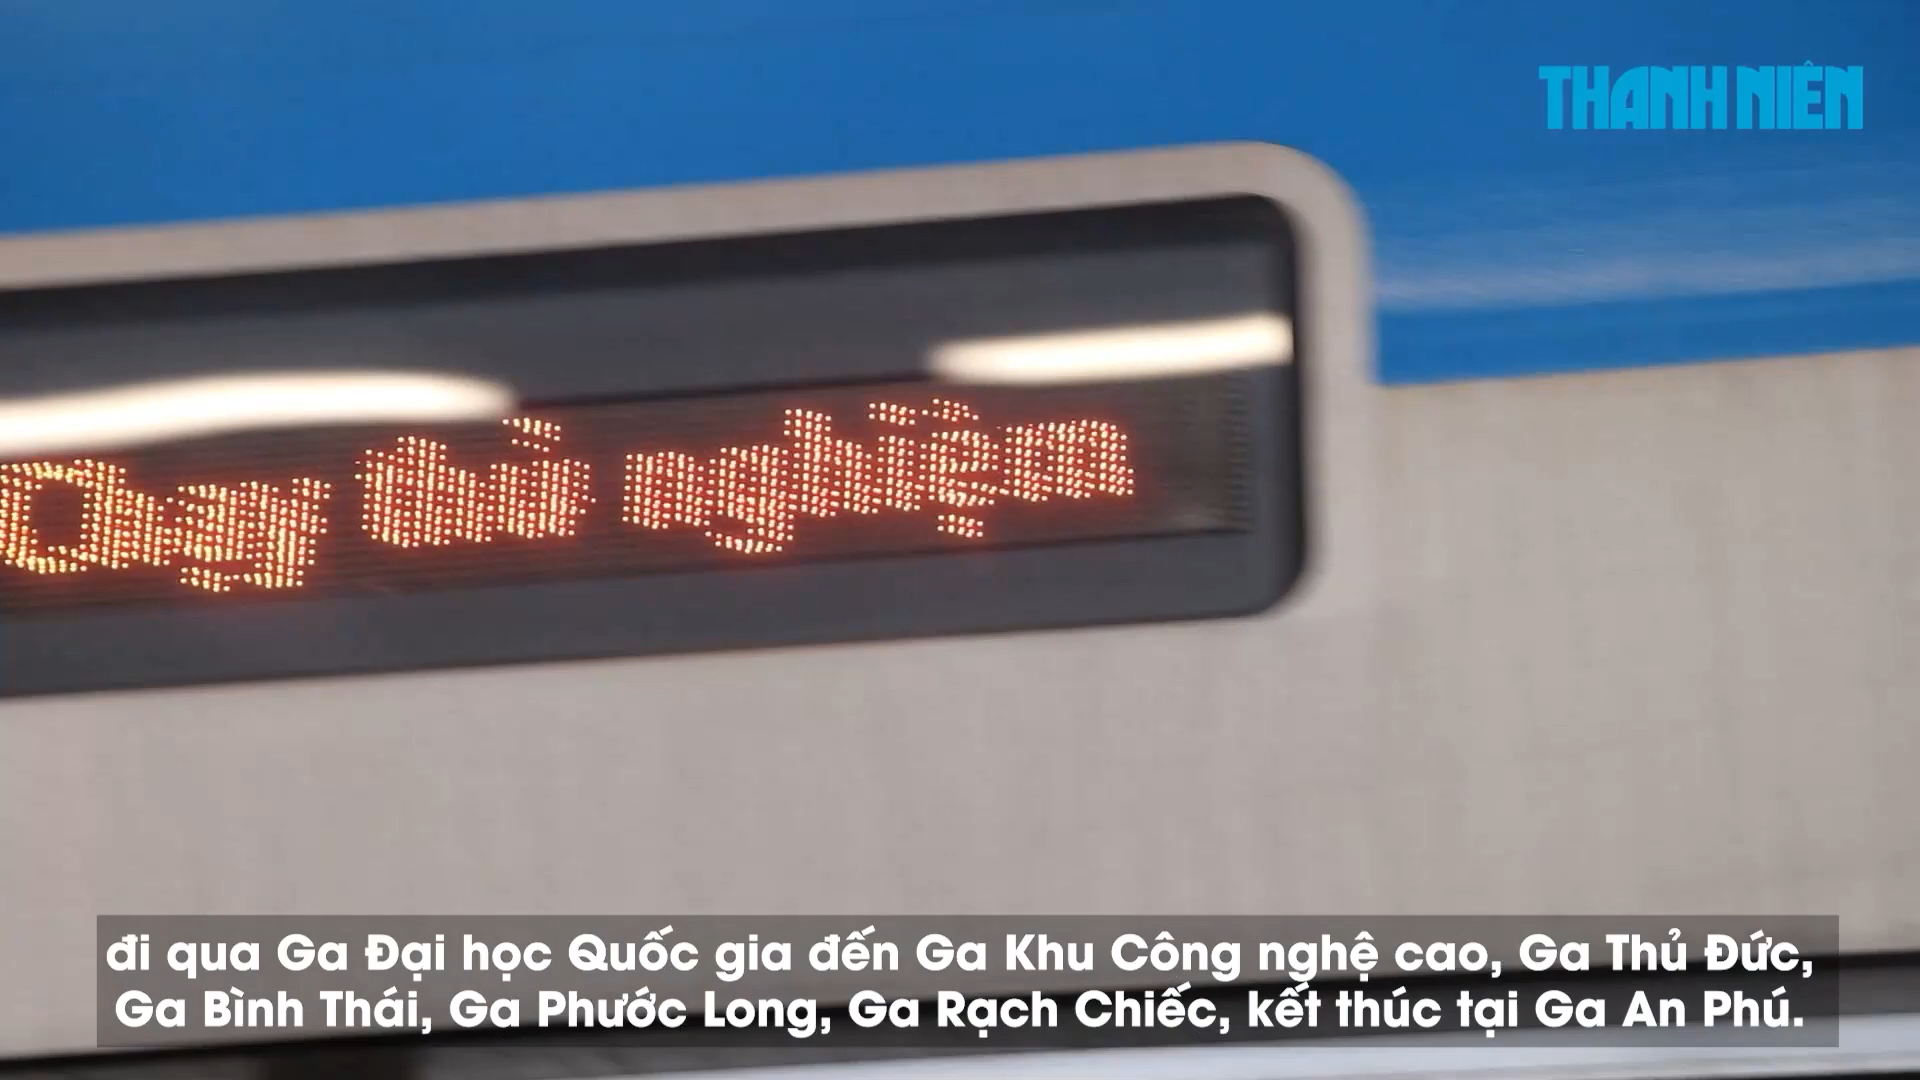 THANH NIÊN
Chạy thử nghiệm
đi qua Ga Đại học Quốc gia đến Ga Khu Công nghệ cao, Ga Thủ Đức,
Ga Bình Thái, Ga Phước Long, Ga Rạch Chiếc, kết thúc tại Ga An Phú.